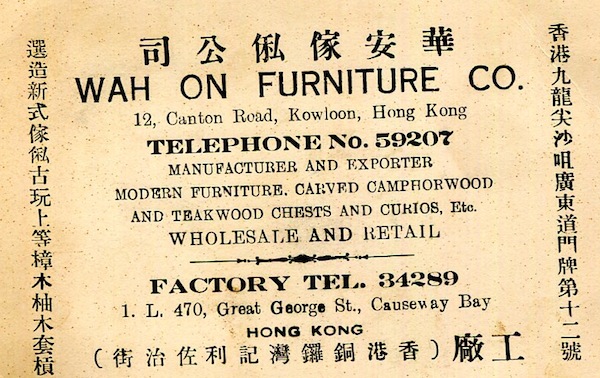 華安傢俬公司
WAH ON FURNITURE CO.
12, Canton Road, Kowloon, Hong Kong
TELEPHONE No. 59207
MANUFACTURER AND EXPORTER
MODERN FURNITURE. CARVED CAMPHORWOOD
AND TEAKWOOD CHESTS AND CURIOS, Etc.
WHOLESALE AND RETAIL
FACTORY TEL. 34289
1. L. 470, Great George St., Causeway Bay
HONG KONG
工廠（香港銅鑼灣記利佐治街）
香港九龍尖沙咀廣東道門牌第十二號
選造新式傢俬古玩上等樟木柚木套槓